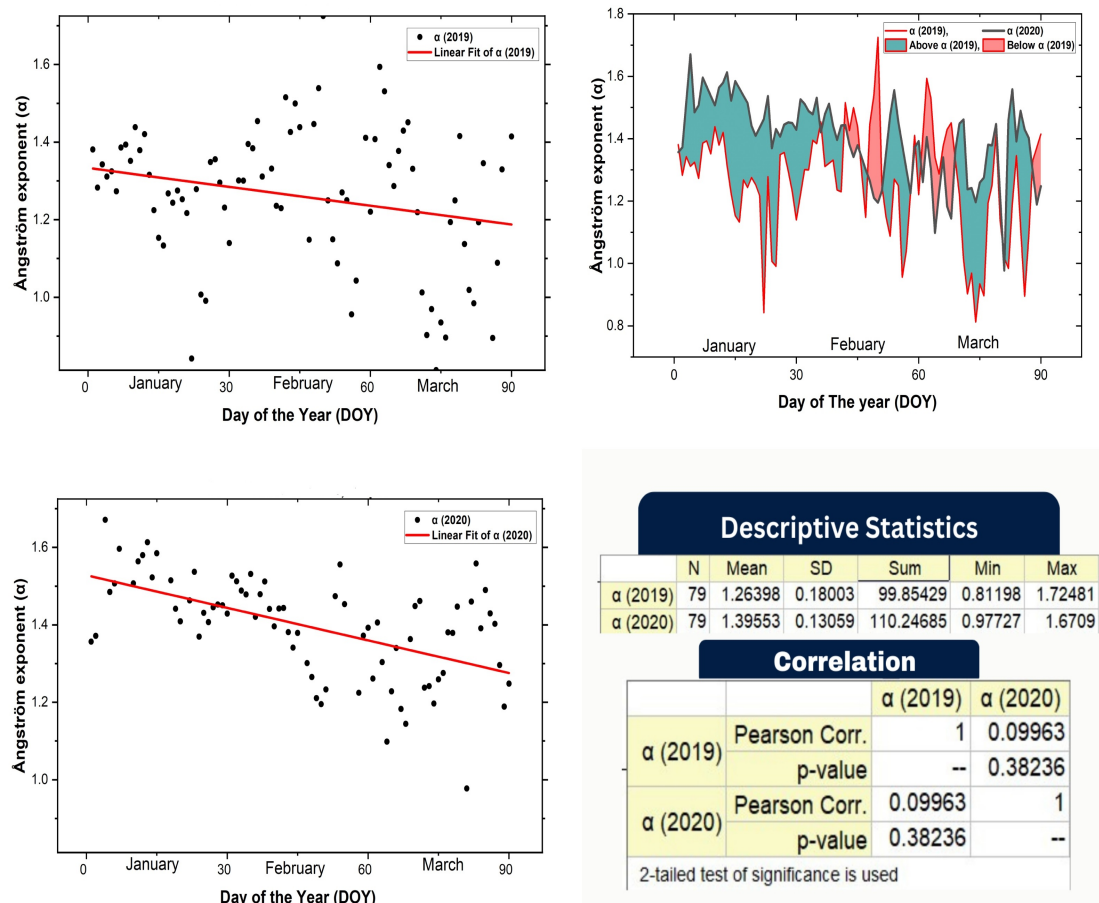 α (2019)
Linear Fit of α (2019)
Ångström exponent (α)
1.6
1.4
1.2
1.0
0 30 60 90
January February March
Day of the Year (DOY)
α (2019), α (2020)
Above α (2019), Below α (2019)
Ångström exponent (α)
1.8
1.6
1.4
1.2
1.0
0.8
January Febuary March
0 30 60 90
Day of The year (DOY)
α (2020)
Linear Fit of α (2020)
Ångström exponent (α)
1.6
1.4
1.2
1.0
0 30 60 90
January February March
Day of the Year (DOY)
Descriptive Statistics
N Mean SD Sum Min Max
α (2019) 79 1.26398 0.18003 99.85429 0.81198 1.72481
α (2020) 79 1.39553 0.13059 110.24685 0.97727 1.6709
Correlation
α (2019) α (2020)
α (2019) Pearson Corr. 1 0.09963
p-value -- 0.38236
α (2020) Pearson Corr. 0.09963 1
p-value 0.38236 --
2-tailed test of significance is used